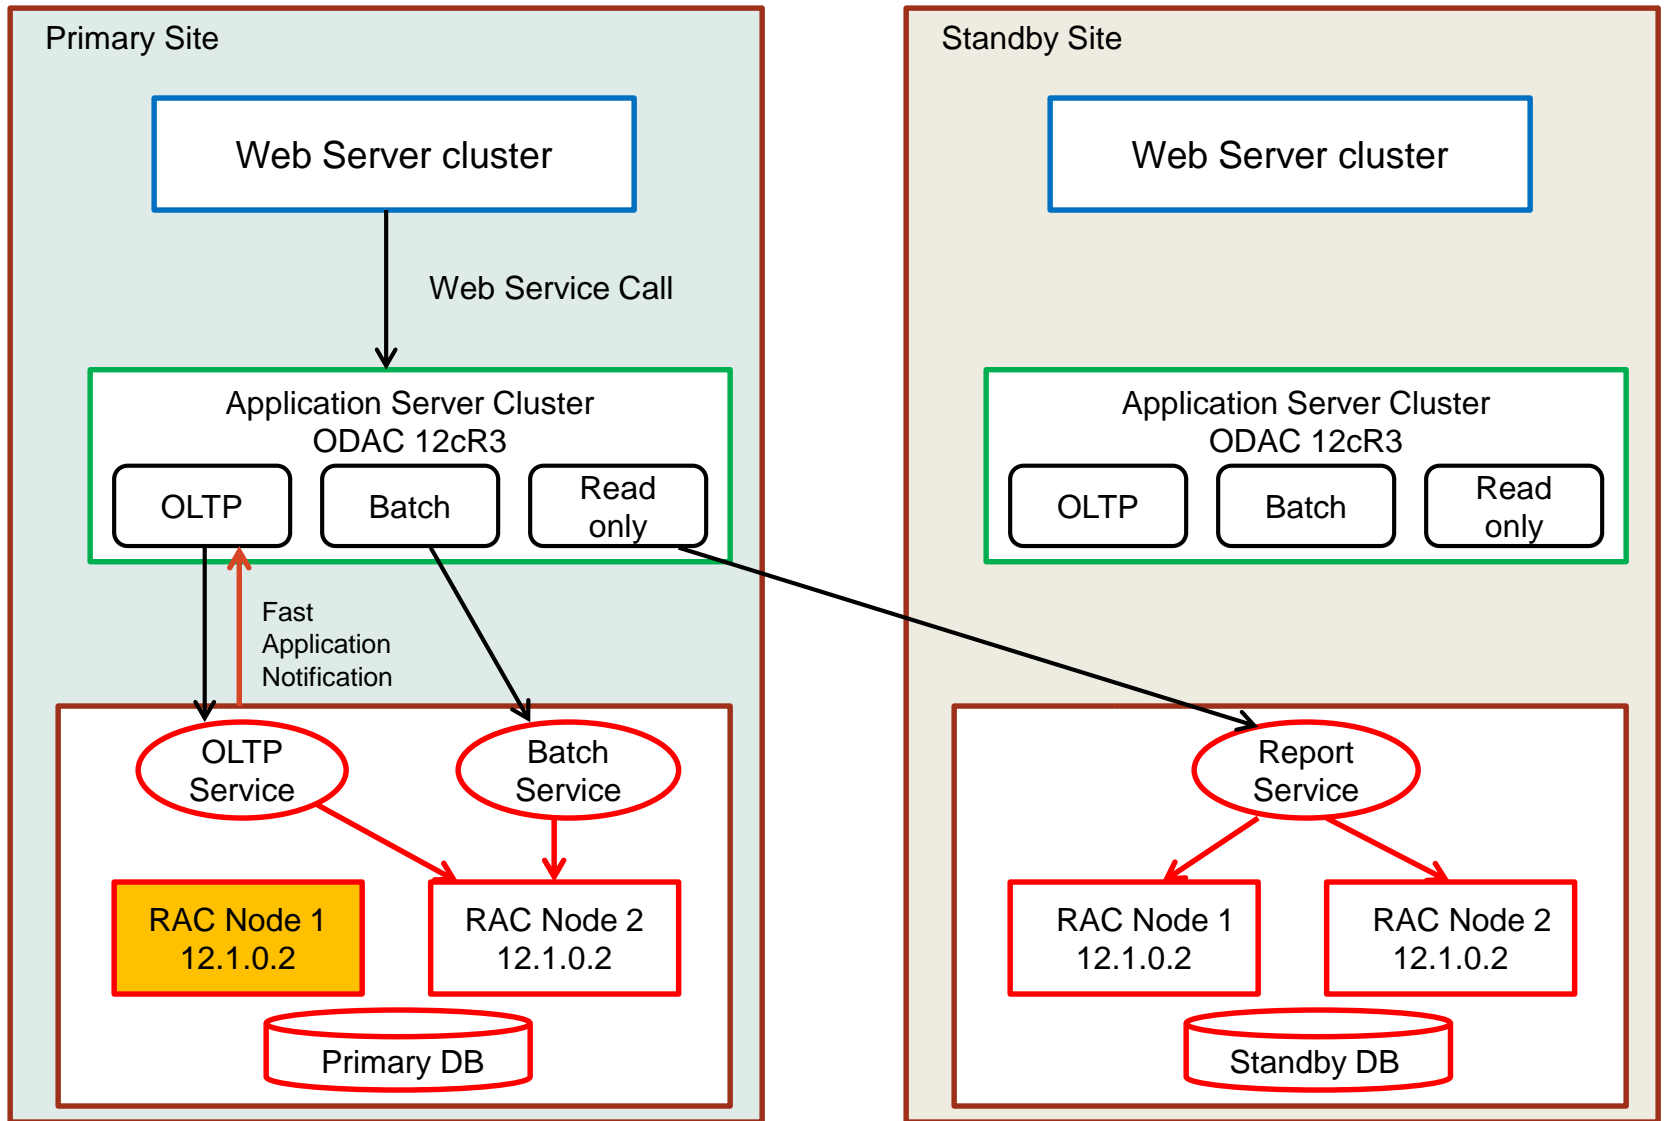 Primary Site
Web Server cluster
Web Service Call
Application Server Cluster
ODAC 12cR3
OLTP
Batch
Read
only
Fast
Application
Notification
OLTP
Service
Batch
Service
RAC Node 1
12.1.0.2
RAC Node 2
12.1.0.2
Primary DB
Standby Site
Web Server cluster
Application Server Cluster
ODAC 12cR3
OLTP
Batch
Read
only
Report
Service
RAC Node 1
12.1.0.2
RAC Node 2
12.1.0.2
Standby DB